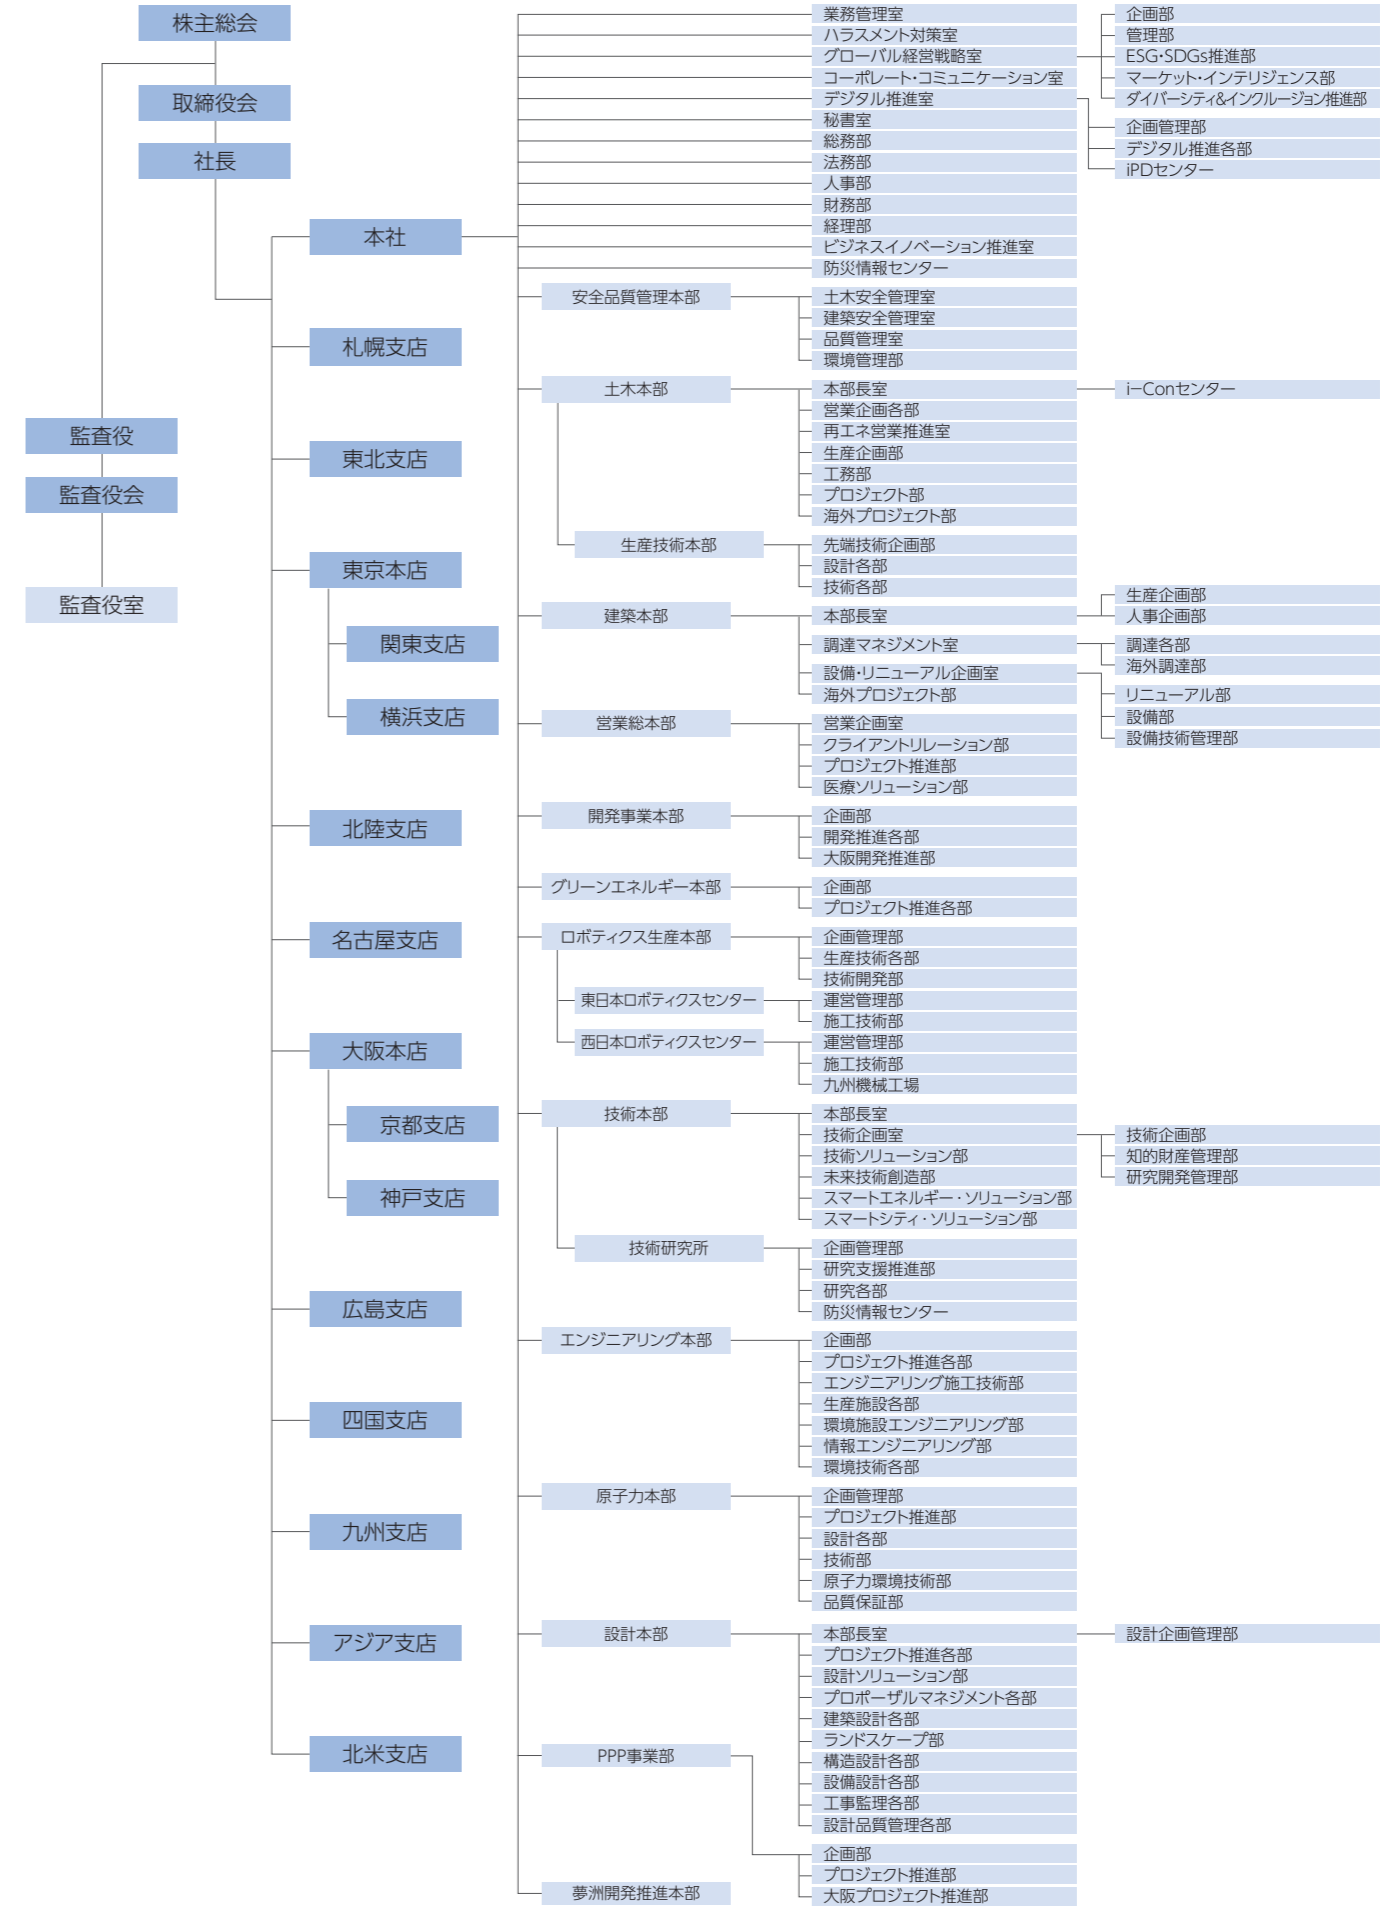 株主総会
取締役会
社長
監査役
監査役会
監査役室
本社
札幌支店
東北支店
東京本店
関東支店
横浜支店
北陸支店
名古屋支店
大阪本店
京都支店
神戸支店
広島支店
四国支店
九州支店
アジア支店
北米支店
業務管理室
ハラスメント対策室
グローバル経営戦略室
企画部
管理部
ESG・SDGs推進部
マーケット・インテリジェンス部
ダイバーシティ&インクルージョン推進部
コーポレート・コミュニケーション室
デジタル推進室
企画管理部
デジタル推進各部
iPDセンター
秘書室
総務部
法務部
人事部
財務部
経理部
ビジネスイノベーション推進室
防災情報センター
安全品質管理本部
土木安全管理室
建築安全管理室
品質管理室
環境管理部
土木本部
本部長室
i−Conセンター
営業企画各部
再エネ営業推進室
生産企画部
工務部
プロジェクト部
海外プロジェクト部
生産技術本部
先端技術企画部
設計各部
技術各部
建築本部
本部長室
生産企画部
人事企画部
調達マネジメント室
調達各部
海外調達部
設備・リニューアル企画室
リニューアル部
設備部
設備技術管理部
海外プロジェクト部
営業総本部
営業企画室
クライアントリレーション部
プロジェクト推進部
医療ソリューション部
開発事業本部
企画部
開発推進各部
大阪開発推進部
グリーンエネルギー本部
企画部
プロジェクト推進各部
ロボティクス生産本部
企画管理部
生産技術各部
技術開発部
東日本ロボティクスセンター
運営管理部
施工技術部
西日本ロボティクスセンター
運営管理部
施工技術部
九州機械工場
技術本部
本部長室
技術企画室
技術企画部
知的財産管理部
研究開発管理部
技術ソリューション部
未来技術創造部
スマートエネルギー・ソリューション部
スマートシティ・ソリューション部
技術研究所
企画管理部
研究支援推進部
研究各部
防災情報センター
エンジニアリング本部
企画部
プロジェクト推進各部
エンジニアリング施工技術部
生産施設各部
環境施設エンジニアリング部
情報エンジニアリング部
環境技術各部
原子力本部
企画管理部
プロジェクト推進部
設計各部
技術部
原子力環境技術部
品質保証部
設計本部
本部長室
設計企画管理部
プロジェクト推進各部
設計ソリューション部
プロポーザルマネジメント各部
建築設計各部
ランドスケープ部
構造設計各部
設備設計各部
工事監理各部
設計品質管理各部
PPP事業部
企画部
プロジェクト推進部
大阪プロジェクト推進部
夢洲開発推進本部